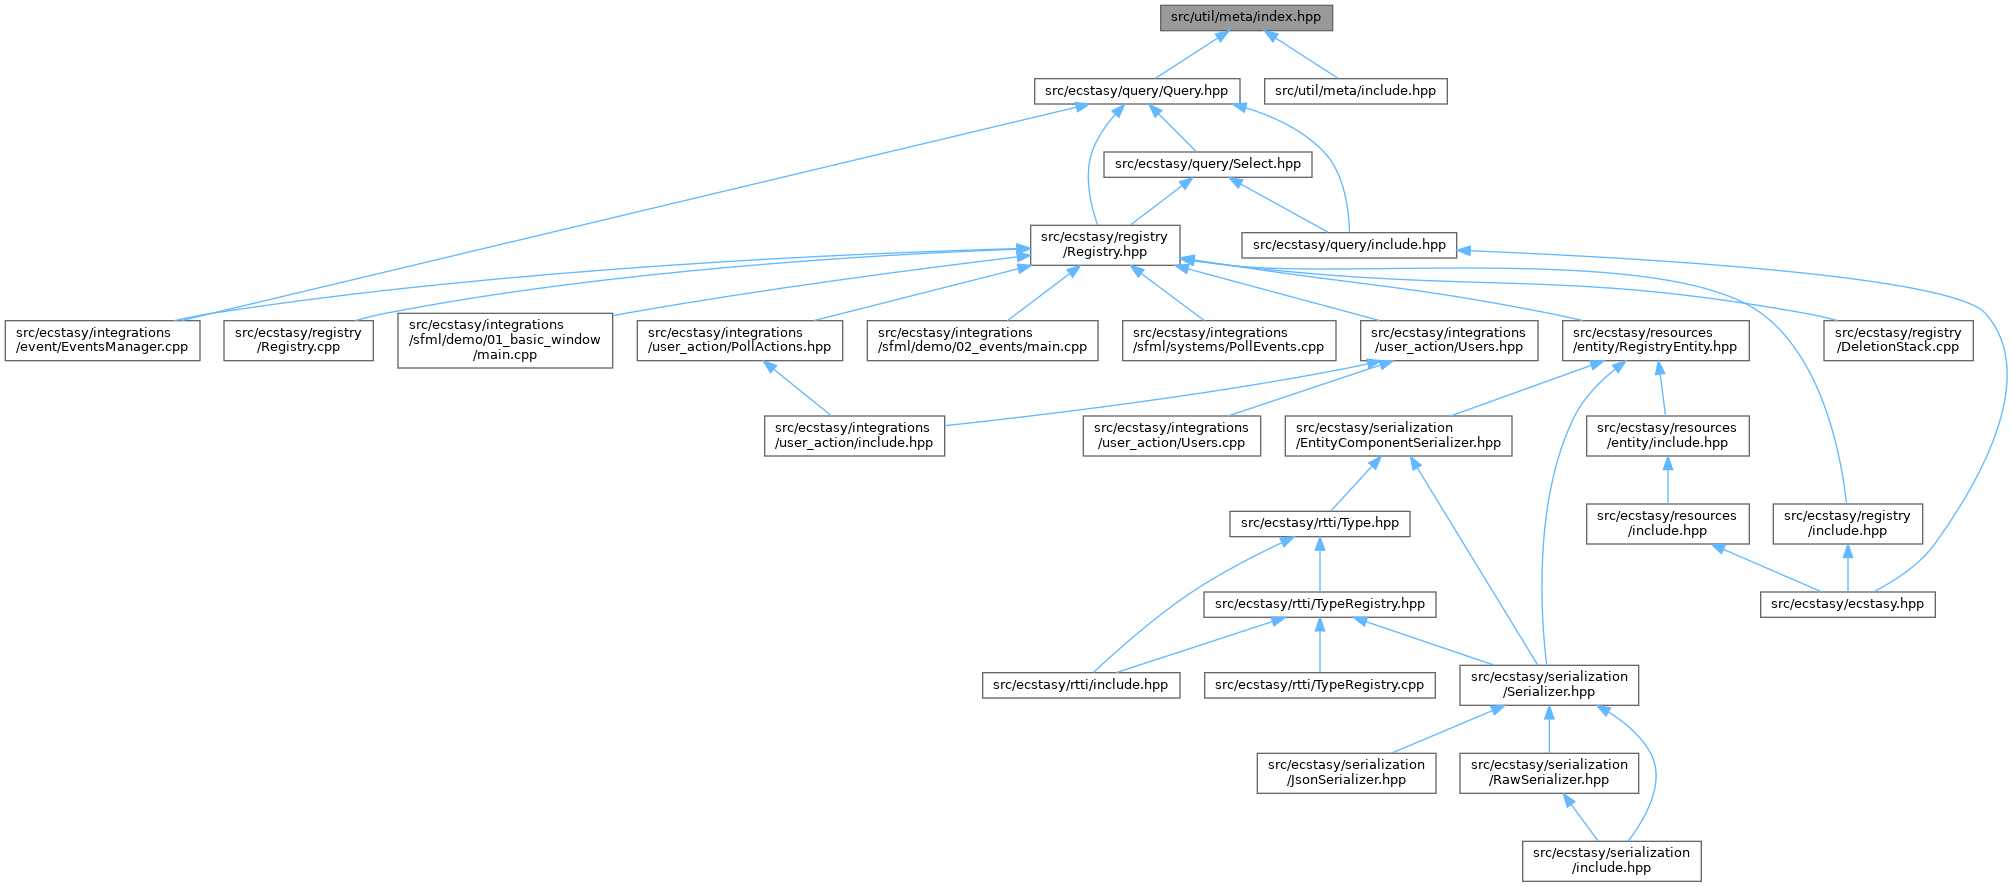 src/util/meta/index.hpp
src/ecstasy/query/Query.hpp
src/util/meta/include.hpp
src/ecstasy/query/Select.hpp
src/ecstasy/registry
/Registry.hpp
src/ecstasy/query/include.hpp
src/ecstasy/integrations
/event/EventsManager.cpp
src/ecstasy/registry
/Registry.cpp
src/ecstasy/integrations
/sfml/demo/01_basic_window
/main.cpp
src/ecstasy/integrations
/user_action/PollActions.hpp
src/ecstasy/integrations
/sfml/demo/02_events/main.cpp
src/ecstasy/integrations
/sfml/systems/PollEvents.cpp
src/ecstasy/integrations
/user_action/Users.hpp
src/ecstasy/resources
/entity/RegistryEntity.hpp
src/ecstasy/registry
/DeletionStack.cpp
src/ecstasy/integrations
/user_action/include.hpp
src/ecstasy/integrations
/user_action/Users.cpp
src/ecstasy/serialization
/EntityComponentSerializer.hpp
src/ecstasy/resources
/entity/include.hpp
src/ecstasy/rtti/Type.hpp
src/ecstasy/resources
/include.hpp
src/ecstasy/registry
/include.hpp
src/ecstasy/rtti/TypeRegistry.hpp
src/ecstasy/ecstasy.hpp
src/ecstasy/rtti/include.hpp
src/ecstasy/rtti/TypeRegistry.cpp
src/ecstasy/serialization
/Serializer.hpp
src/ecstasy/serialization
/JsonSerializer.hpp
src/ecstasy/serialization
/RawSerializer.hpp
src/ecstasy/serialization
/include.hpp